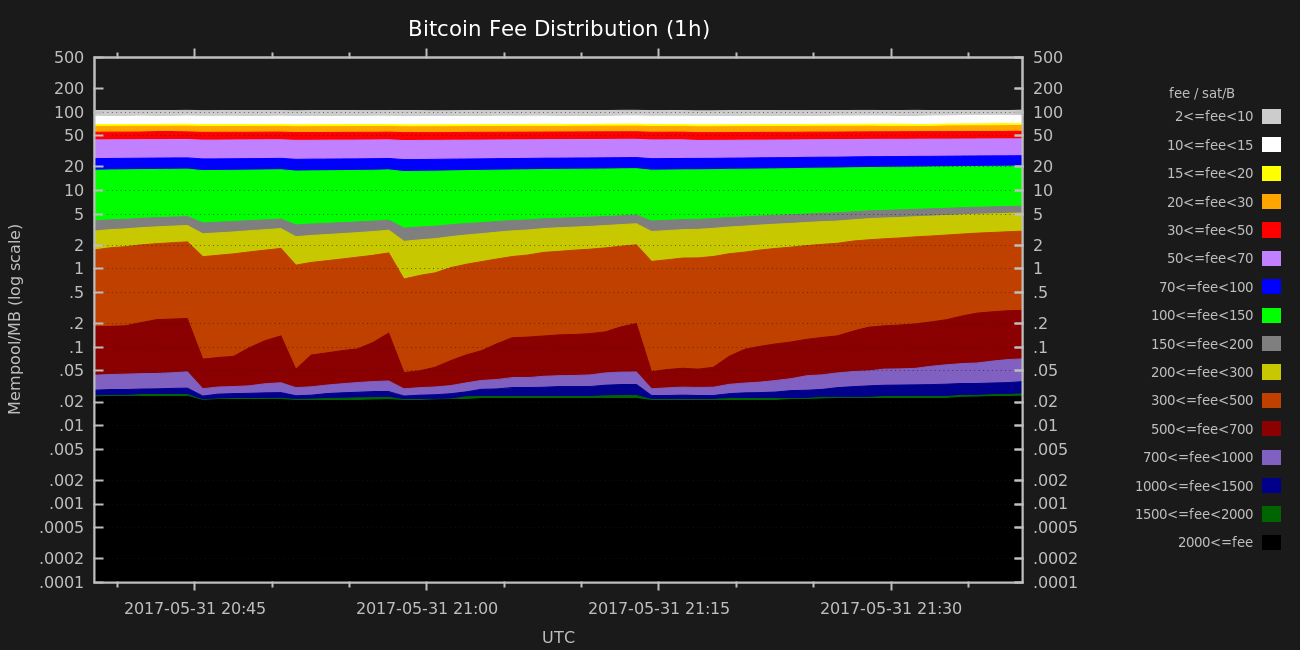 Bitcoin Fee Distribution (1h)
500
200
100
50
20
10
5
2
1
.5
.2
.1
.05
.02
.01
.005
.002
.001
.0005
.0002
.0001
Mempool/MB (log scale)
500
200
100
50
20
10
5
2
1
.5
.2
.1
.05
.02
.01
.005
.002
.001
.0005
.0002
.0001
2017-05-31 20:45
2017-05-31 21:00
2017-05-31 21:15
2017-05-31 21:30
UTC
fee / sat/B
2<=fee<10
10<=fee<15
15<=fee<20
20<=fee<30
30<=fee<50
50<=fee<70
70<=fee<100
100<=fee<150
150<=fee<200
200<=fee<300
300<=fee<500
500<=fee<700
700<=fee<1000
1000<=fee<1500
1500<=fee<2000
2000<=fee